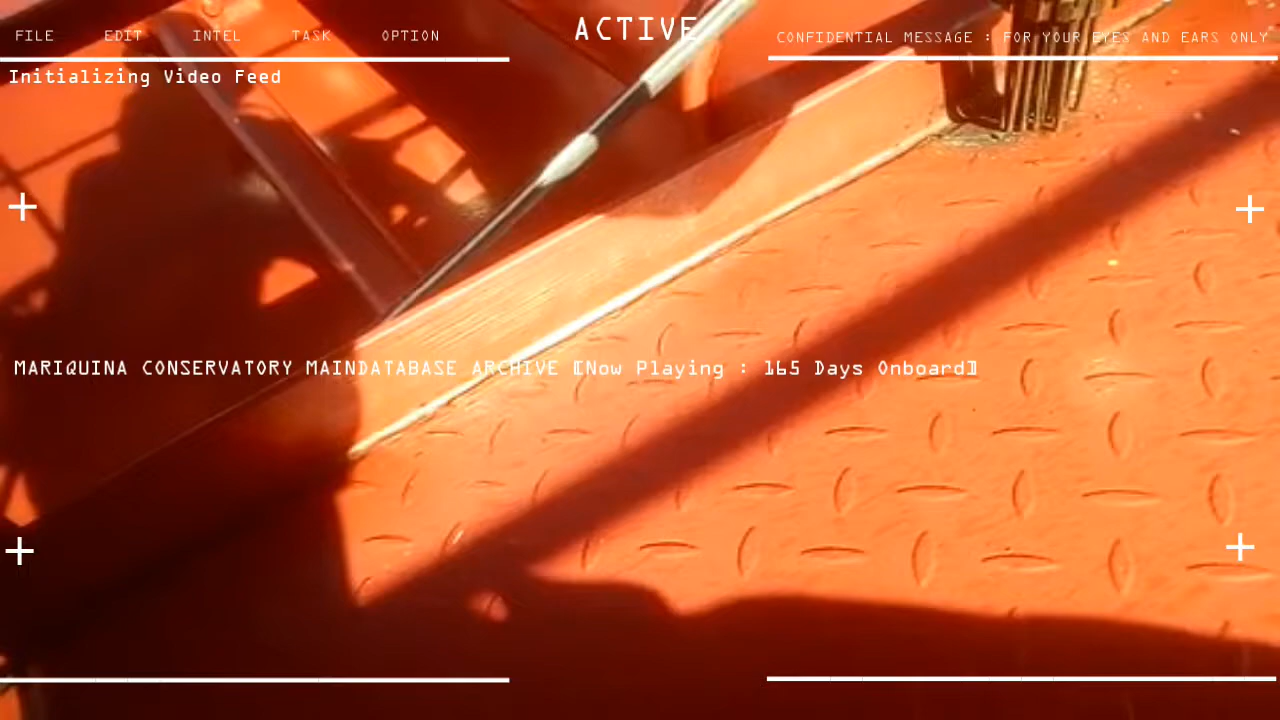 FILE EDIT INTEL TASK OPTION
ACTIVE
CONFIDENTIAL MESSAGE : FOR YOUR EYES AND EARS ONLY
Initializing Video Feed
MARIQUINA CONSERVATORY MAINDATABASE ARCHIVE [Now Playing : 165 Days Onboard]